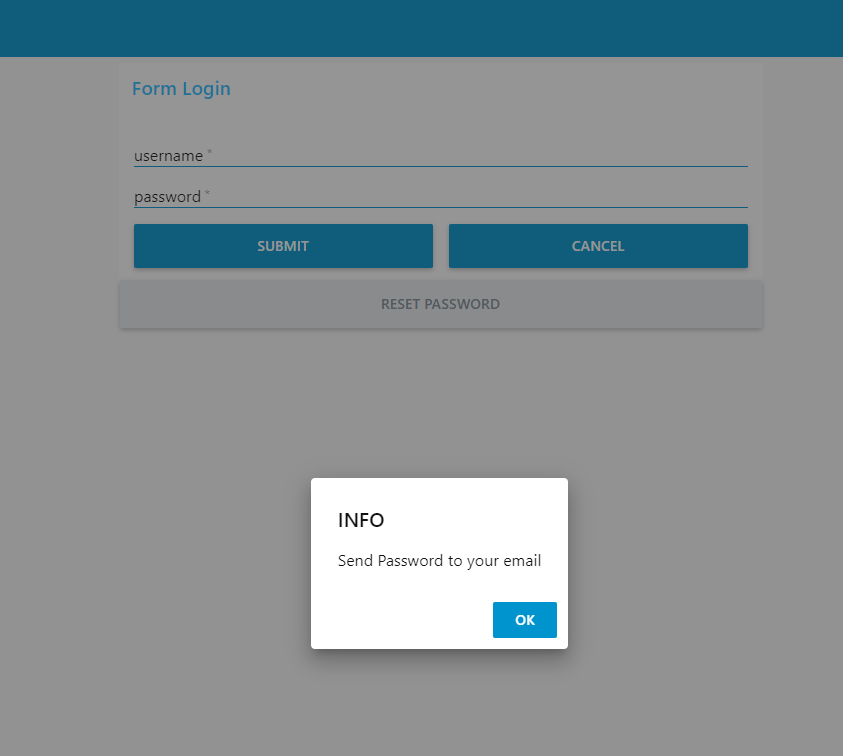 Form Login
username *
password *
SUBMIT CANCEL
RESET PASSWORD
INFO
Send Password to your email
OK